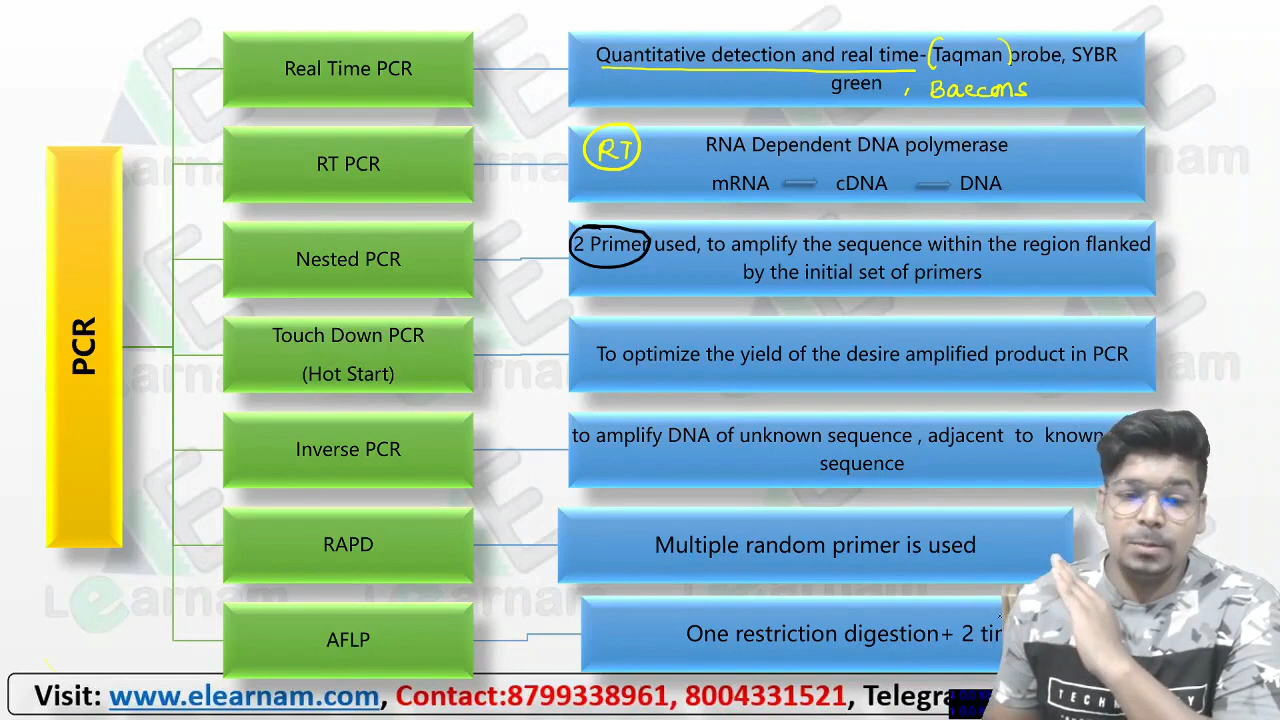 PCR
Real Time PCR
Quantitative detection and real time- (Taqman) probe, SYBR
green , Baecons
RT PCR
RT
RNA Dependent DNA polymerase
mRNA cDNA DNA
Nested PCR
2 Primer used, to amplify the sequence within the region flanked
by the initial set of primers
Touch Down PCR
(Hot Start)
To optimize the yield of the desire amplified product in PCR
Inverse PCR
to amplify DNA of unknown sequence , adjacent to known
sequence
RAPD
Multiple random primer is used
AFLP
One restriction digestion+ 2
Learnam
Visit: www.elearnam.com, Contact:8799338961, 8004331521,